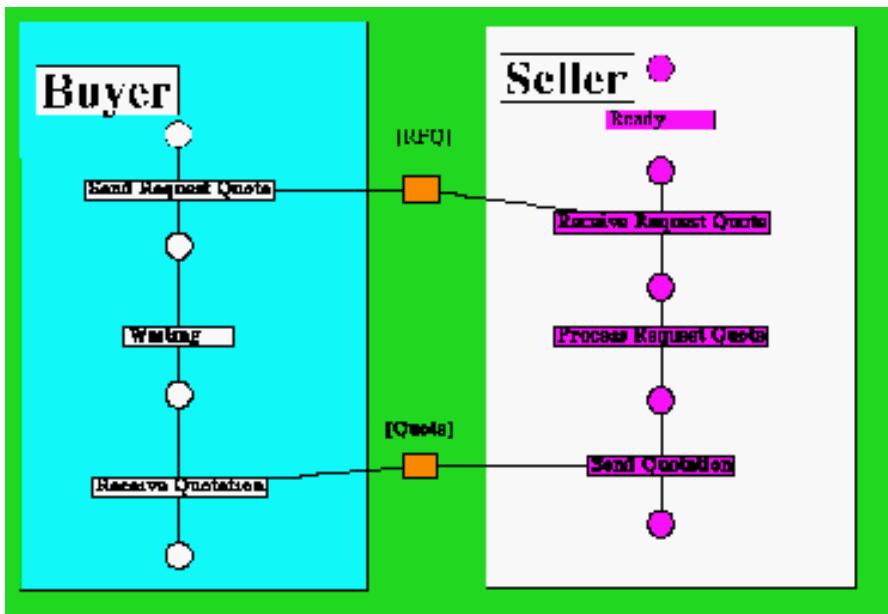 Buyer
Seller
Ready
[RFQ]
Send Request Quote
Receive Request Quote
Waiting
Process Request Quote
[Quote]
Send Quotation
Receive Quotation